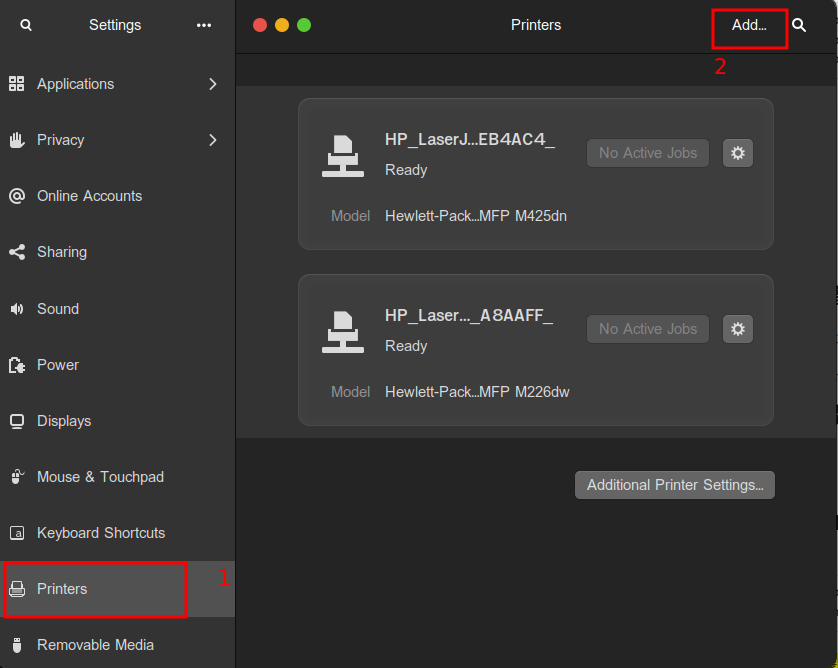 Settings
Printers
Add...
2
Applications
Privacy
Online Accounts
Sharing
Sound
Power
Displays
Mouse & Touchpad
a
Keyboard Shortcuts
Printers
1
Removable Media
HP_LaserJ...EB4AC4_
No Active Jobs
Ready
Model Hewlett-Pack...MFP M425dn
HP_Laser..._A8AAFF_
No Active Jobs
Ready
Model Hewlett-Pack...MFP M226dw
Additional Printer Settings...